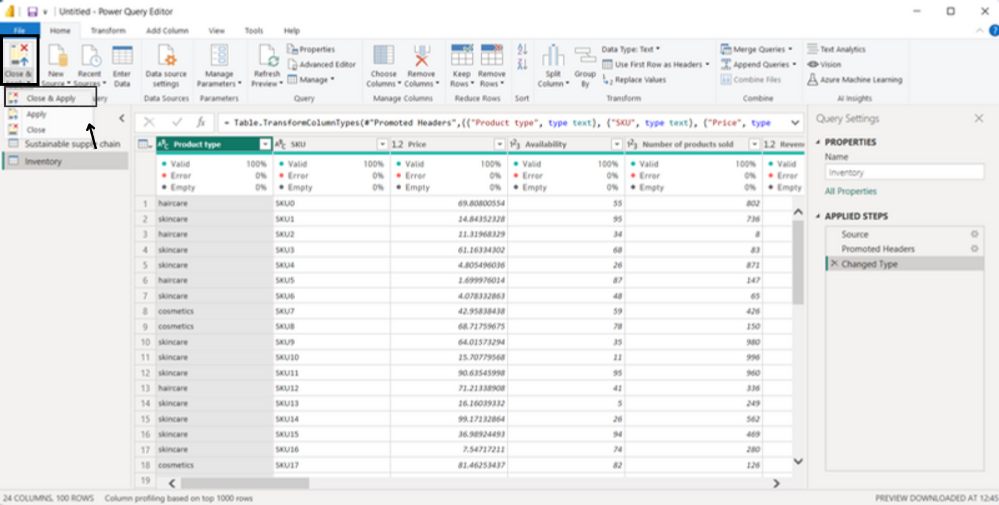 Untitled - Power Query Editor
File Home Transform Add Column View Tools Help
Close &
New Source
Recent Sources
Enter Data
Data source settings
Manage Parameters
Refresh Preview
Properties
Advanced Editor
Manage
Choose Columns
Remove Columns
Keep Rows
Remove Rows
Split Column
Group By
Data Type: Text
Use First Row as Headers
Replace Values
Merge Queries
Append Queries
Combine Files
Text Analytics
Vision
Azure Machine Learning
Data Sources Parameters Query Manage Columns Reduce Rows Sort Transform Combine AI Insights
Close & Apply
Apply
Close
Sustainable supply chain
Inventory
fx = Table.TransformColumnTypes(#"Promoted Headers",{{"Product type", type text}, {"SKU", type text}, {"Price", type
Product type ABC SKU 1.2 Price 123 Availability 123 Number of products sold 1.2 Reven
Valid 100% Valid 100% Valid 100% Valid 100% Valid 100% Valid
Error 0% Error 0% Error 0% Error 0% Error 0% Error
Empty 0% Empty 0% Empty 0% Empty 0% Empty 0% Empty
1 haircare SKU0 69.80800554 55 802
2 skincare SKU1 14.84352328 95 736
3 haircare SKU2 11.31968329 34 8
4 skincare SKU3 61.16334302 68 83
5 skincare SKU4 4.805496036 26 871
6 haircare SKU5 1.699976014 87 147
7 skincare SKU6 4.078332863 48 65
8 cosmetics SKU7 42.95838438 59 426
9 cosmetics SKU8 68.71759675 78 150
10 skincare SKU9 64.01573294 35 980
11 skincare SKU10 15.70779568 11 996
12 skincare SKU11 90.63545998 95 960
13 haircare SKU12 71.21338908 41 336
14 skincare SKU13 16.16039332 5 249
15 skincare SKU14 99.17132864 26 562
16 skincare SKU15 36.98924493 94 469
17 skincare SKU16 7.54717211 74 280
18 cosmetics SKU17 81.46253437 82 126
19
Query Settings
PROPERTIES
Name
Inventory
All Properties
APPLIED STEPS
Source
Promoted Headers
Changed Type
24 COLUMNS, 100 ROWS Column profiling based on top 1000 rows PREVIEW DOWNLOADED AT 12:45